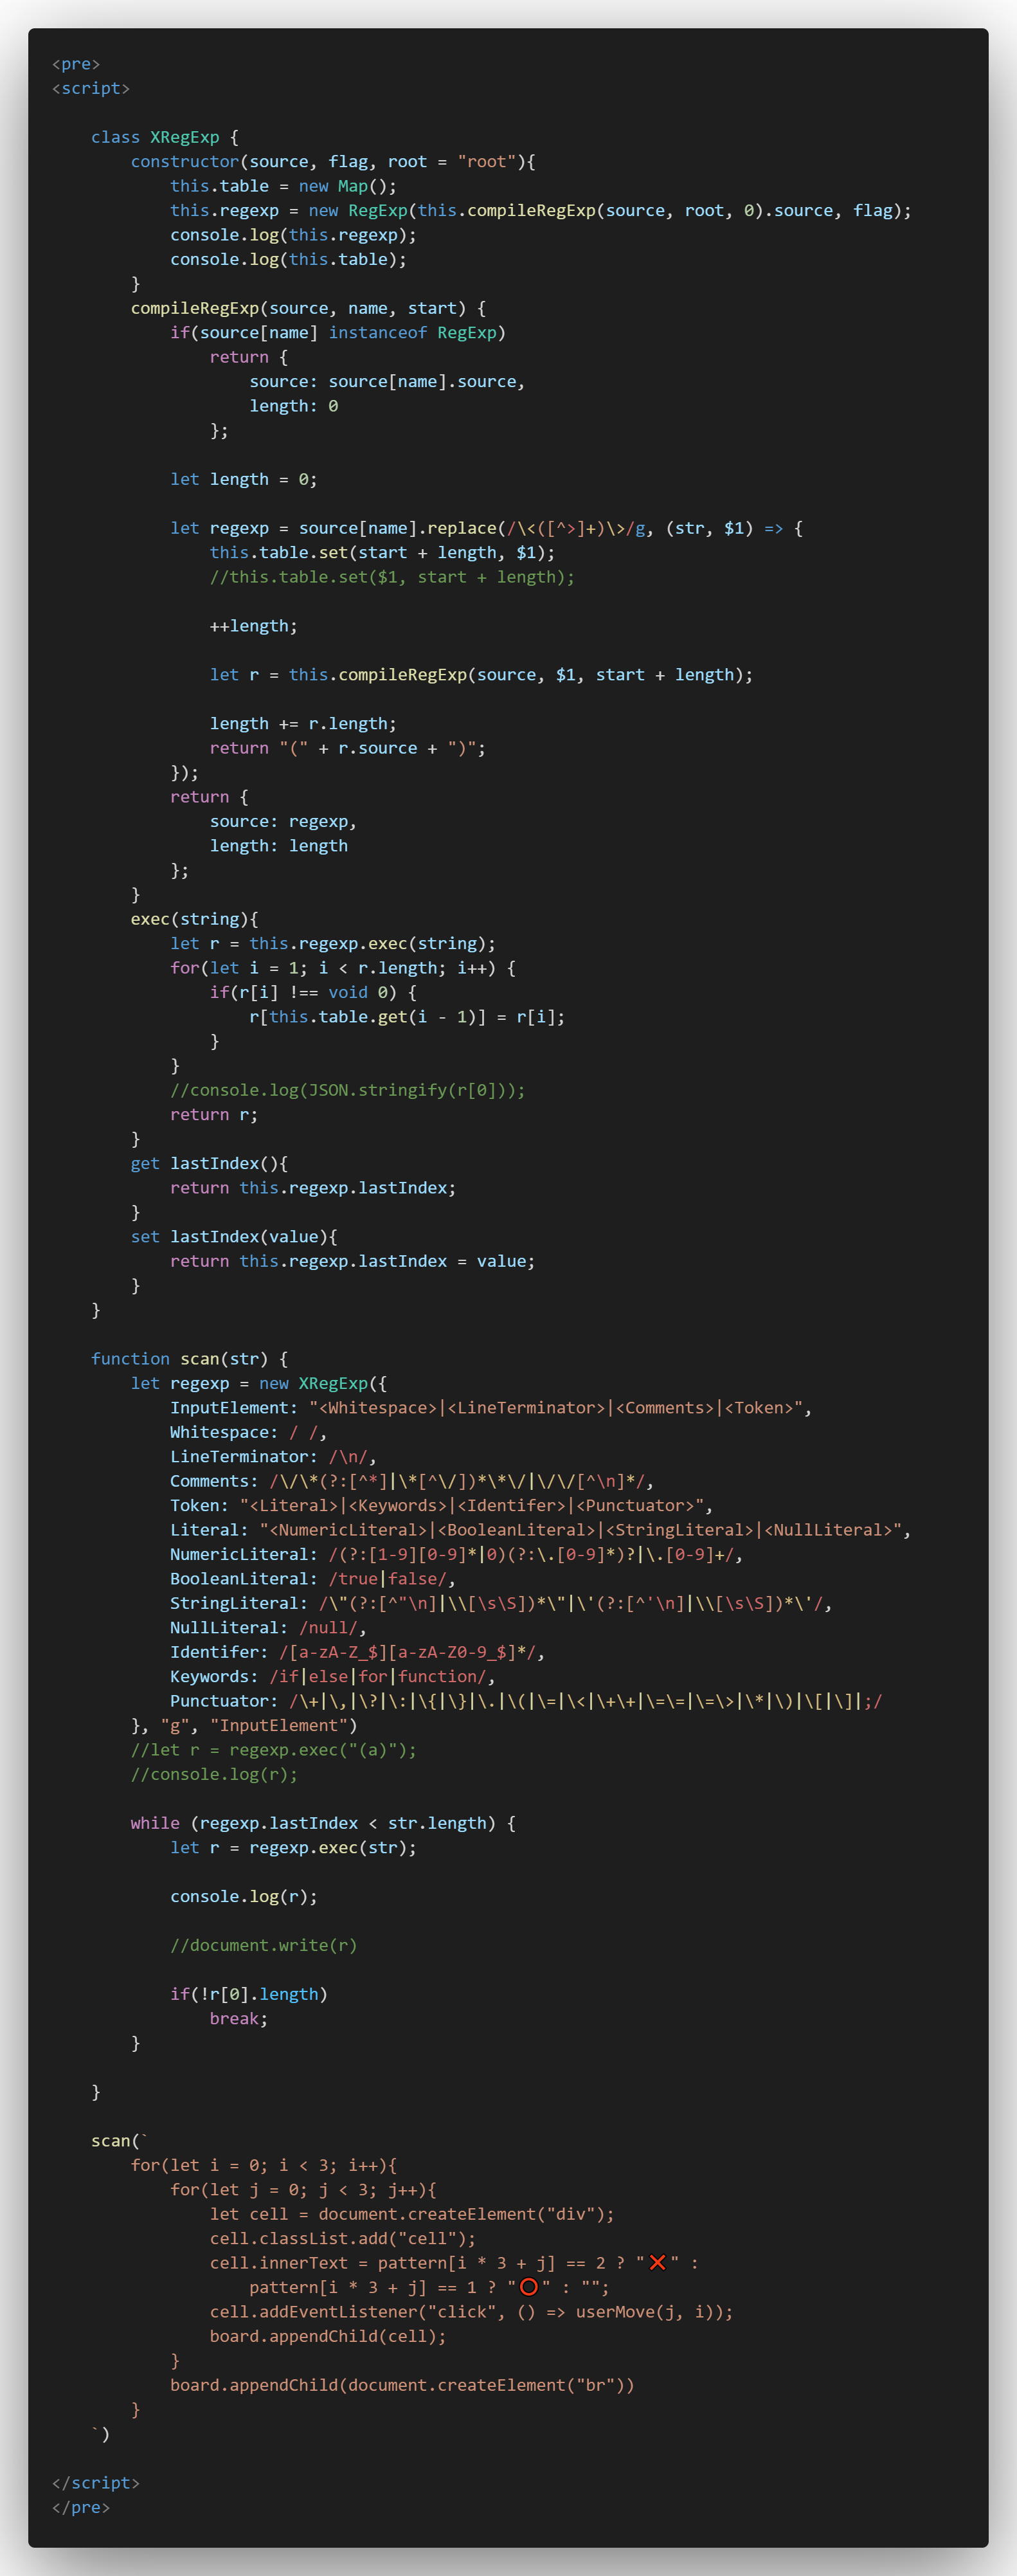 <pre>
<script>
class XRegExp {
constructor(source, flag, root = "root"){
this.table = new Map();
this.regexp = new RegExp(this.compileRegExp(source, root, 0).source, flag);
console.log(this.regexp);
console.log(this.table);
}
compileRegExp(source, name, start) {
if(source[name] instanceof RegExp)
return {
source: source[name].source,
length: 0
};
let length = 0;
let regexp = source[name].replace(/\<([^>]+)\>/g, (str, $1) => {
this.table.set(start + length, $1);
//this.table.set($1, start + length);
++length;
let r = this.compileRegExp(source, $1, start + length);
length += r.length;
return "(" + r.source + ")";
});
return {
source: regexp,
length: length
};
}
exec(string){
let r = this.regexp.exec(string);
for(let i = 1; i < r.length; i++) {
if(r[i] !== void 0) {
r[this.table.get(i - 1)] = r[i];
}
}
//console.log(JSON.stringify(r[0]));
return r;
}
get lastIndex(){
return this.regexp.lastIndex;
}
set lastIndex(value){
return this.regexp.lastIndex = value;
}
}
function scan(str) {
let regexp = new XRegExp({
InputElement: "<Whitespace>|<LineTerminator>|<Comments>|<Token>",
Whitespace: / /,
LineTerminator: /\n/,
Comments: /\/\*(?:[^*]|\*[^\/])*\*\/|\/\/[^\n]*/,
Token: "<Literal>|<Keywords>|<Identifer>|<Punctuator>",
Literal: "<NumericLiteral>|<BooleanLiteral>|<StringLiteral>|<NullLiteral>",
NumericLiteral: /(?:[1-9][0-9]*|0)(?:\.[0-9]*)?|\.[0-9]+/,
BooleanLiteral: /true|false/,
StringLiteral: /\"(?:[^"\n]|\\[\s\S])*\"|\'(?:[^'\n]|\\[\s\S])*\'/,
NullLiteral: /null/,
Identifer: /[a-zA-Z_$][a-zA-Z0-9_$]*/,
Keywords: /if|else|for|function/,
Punctuator: /\+|\,|\?|\:|\{|\}|\.|\(|\=|\<|\+\+|\=\=|\=\>|\*|\)|\[|\]|;/
}, "g", "InputElement")
//let r = regexp.exec("(a)");
//console.log(r);
while (regexp.lastIndex < str.length) {
let r = regexp.exec(str);
console.log(r);
//document.write(r)
if(!r[0].length)
break;
}
}
scan(`
for(let i = 0; i < 3; i++){
for(let j = 0; j < 3; j++){
let cell = document.createElement("div");
cell.classList.add("cell");
cell.innerText = pattern[i * 3 + j] == 2 ? "❌" :
pattern[i * 3 + j] == 1 ? "⭕" : "";
cell.addEventListener("click", () => userMove(j, i));
board.appendChild(cell);
}
board.appendChild(document.createElement("br"))
}
`)
</script>
</pre>